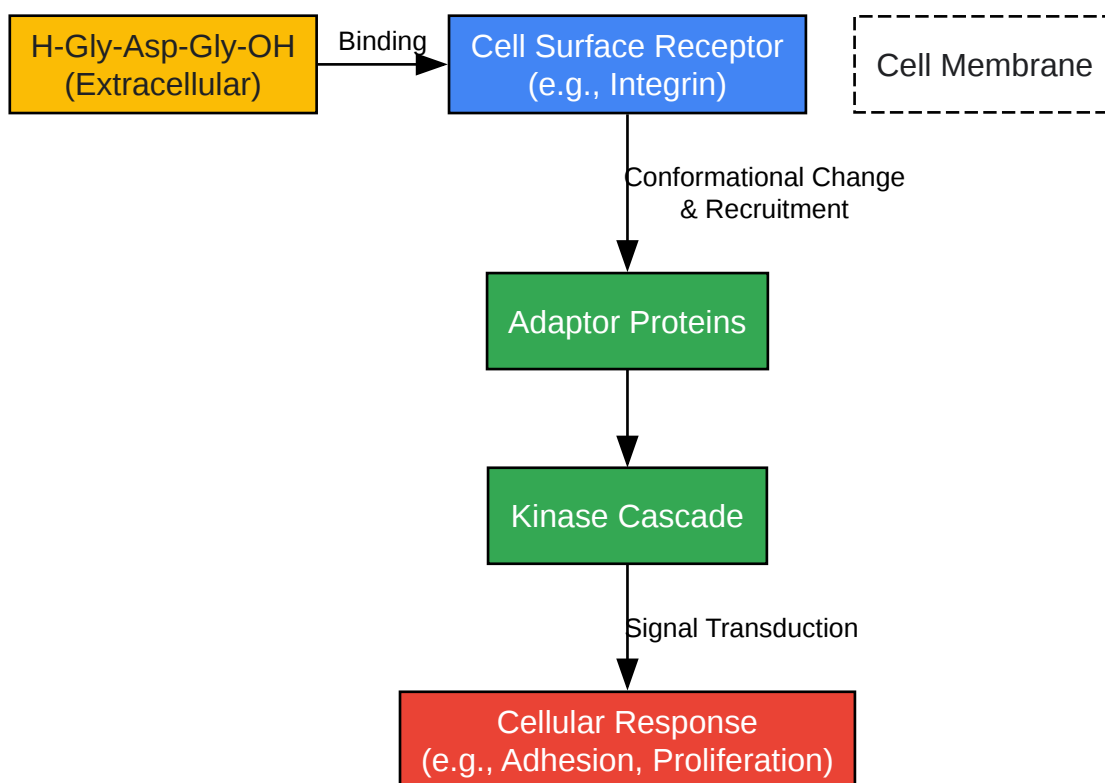 H-Gly-Asp-Gly-OH
(Extracellular)
Binding
Cell Surface Receptor
(e.g., Integrin)
Cell Membrane
Conformational Change
& Recruitment
Adaptor Proteins
Kinase Cascade
Signal Transduction
Cellular Response
(e.g., Adhesion, Proliferation)